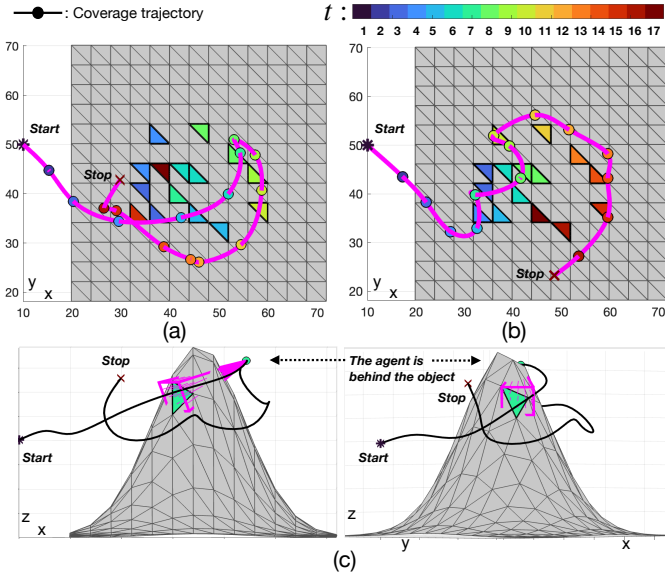 : Coverage trajectory
t :
1 2 3 4 5 6 7 8 9 10 11 12 13 14 15 16 17
70
60
50
40
30
20
Start
Stop
y
x
10 20 30 40 50 60 70
(a)
70
60
50
40
30
20
Start
Stop
y
x
10 20 30 40 50 60 70
(b)
Stop
Start
z
x
The agent is
behind the object
Stop
Start
z
y
x
(c)